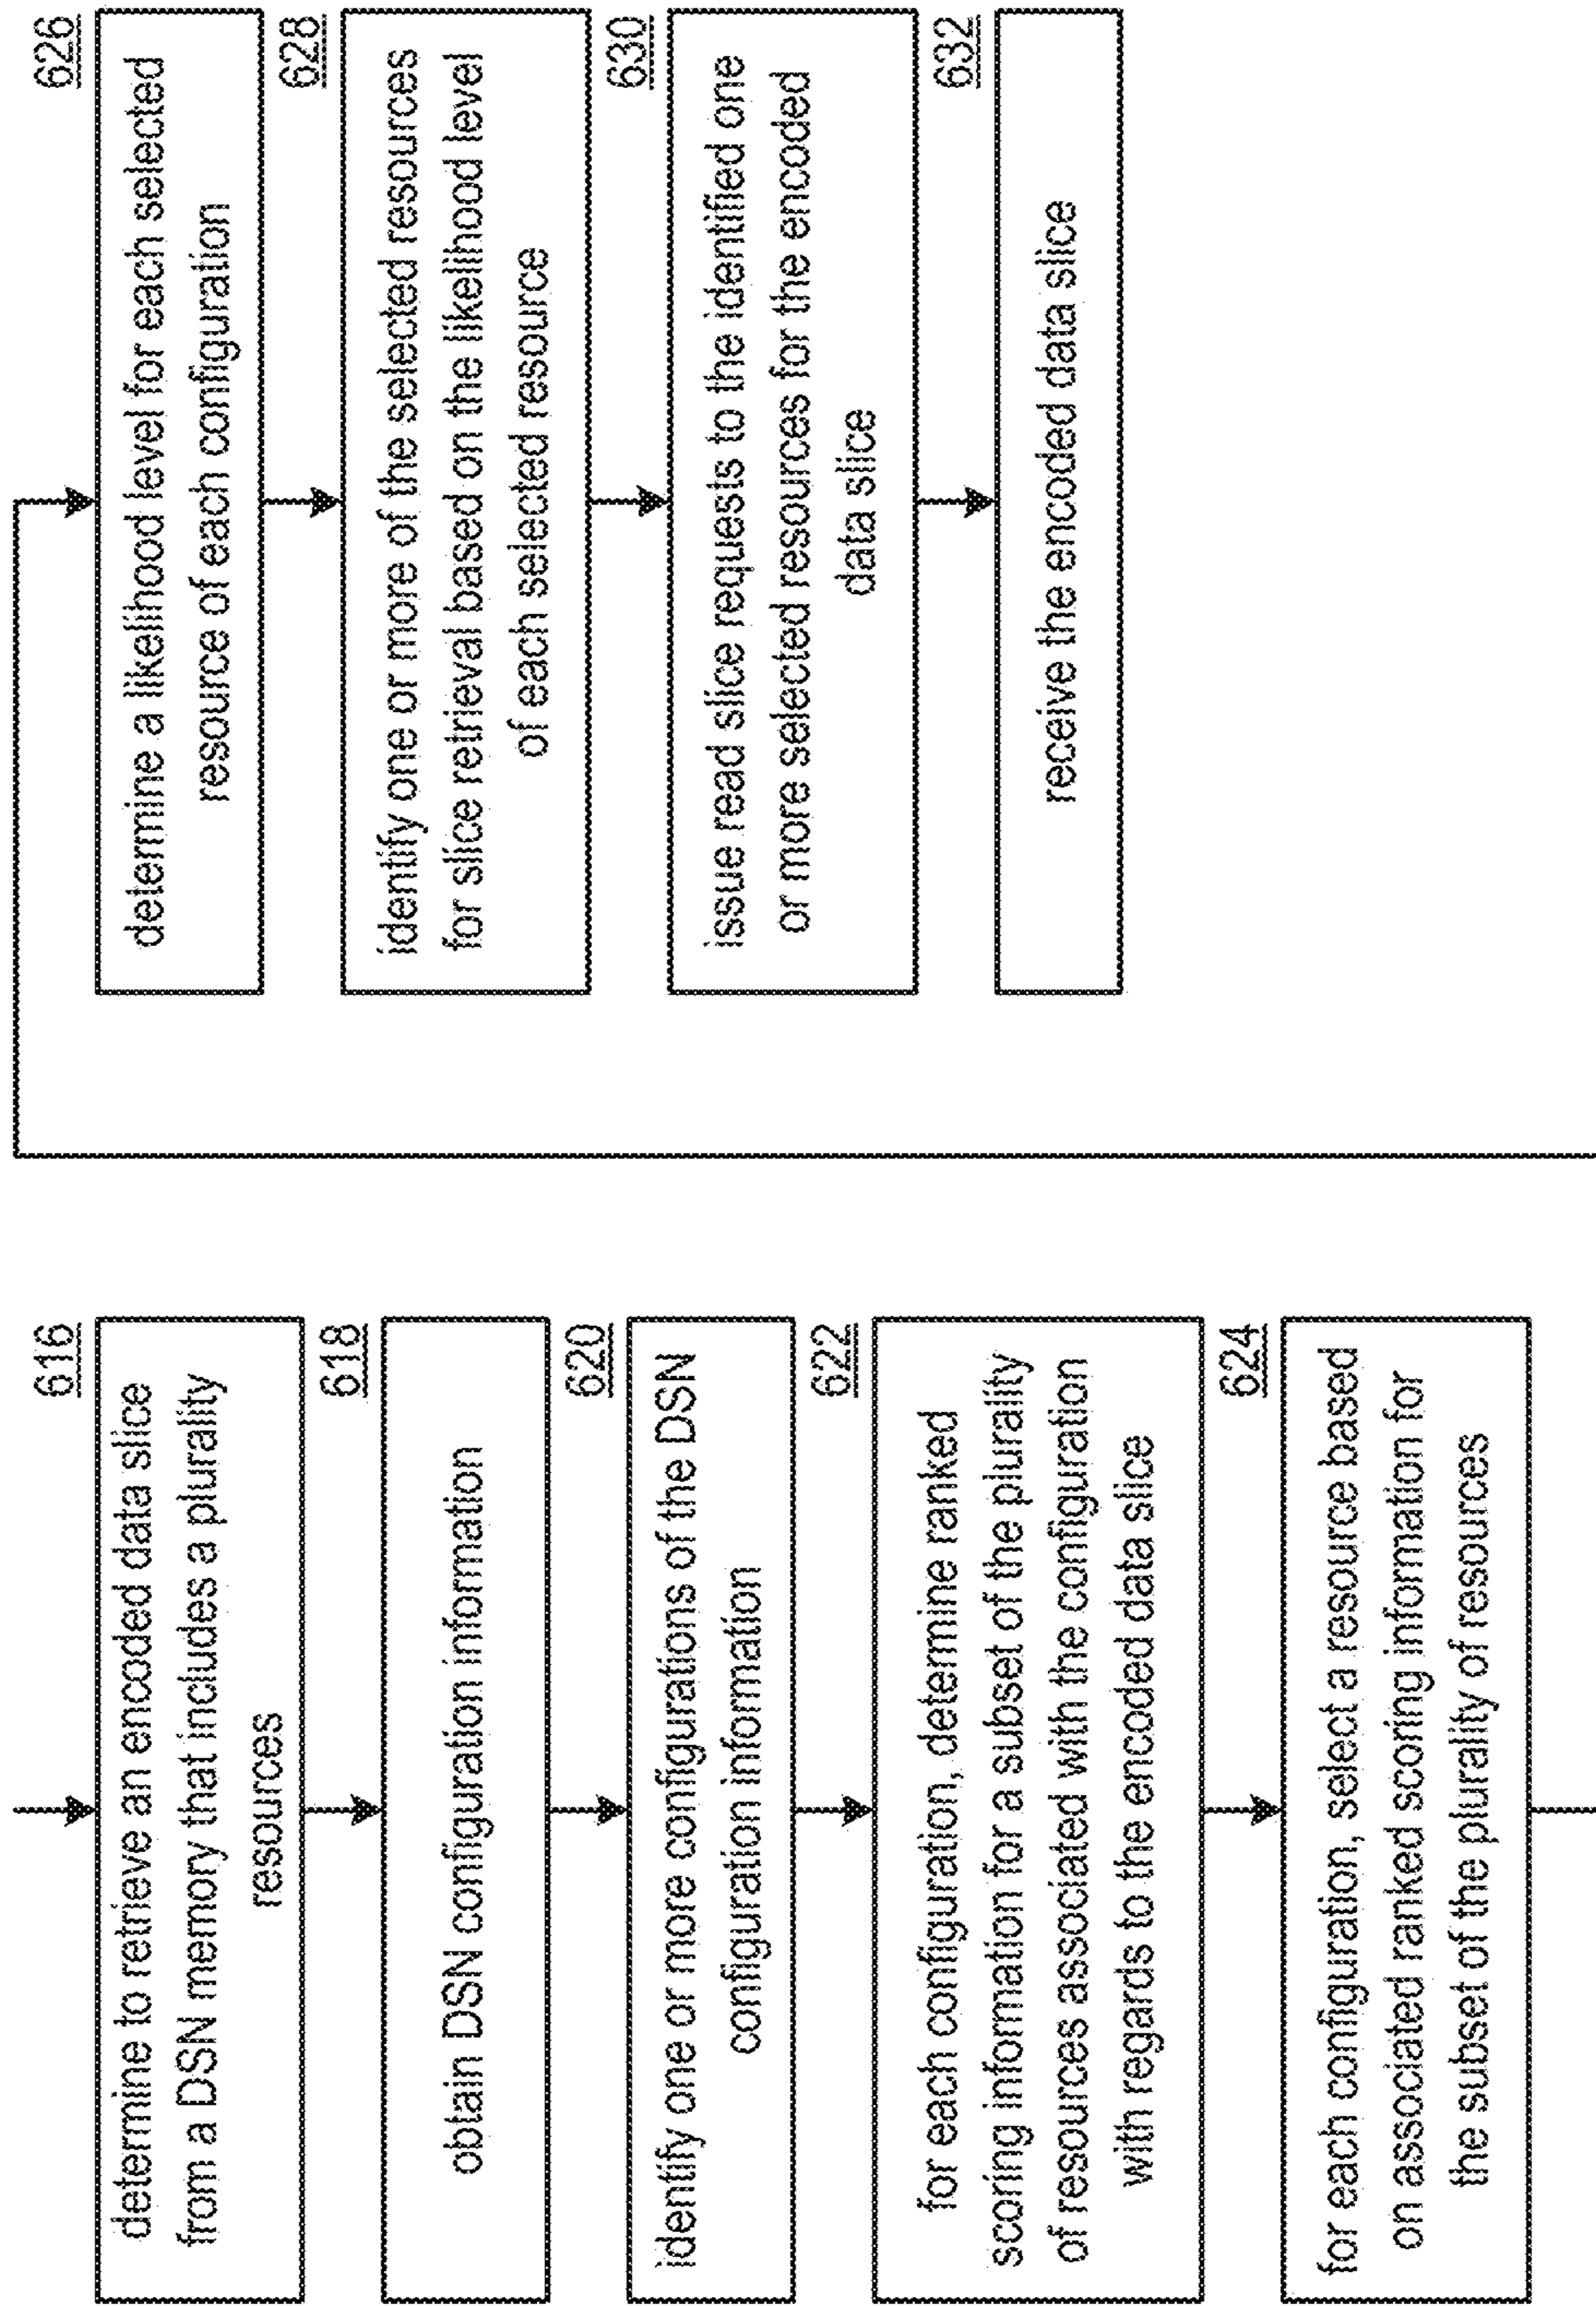 616
determine to retrieve an encoded data slice
from a DSN memory that includes a plurality
resources
618
obtain DSN configuration information
620
identify one or more configurations of the DSN
configuration information
622
for each configuration, determine ranked
scoring information for a subset of the plurality
of resources associated with the configuration
with regards to the encoded data slice
624
for each configuration, select a resource based
on associated ranked scoring information for
the subset of the plurality of resources
626
determine a likelihood level for each selected
resource of each configuration
628
identify one or more of the selected resources
for slice retrieval based on the likelihood level
of each selected resource
630
issue read slice requests to the identified one
or more selected resources for the encoded
data slice
632
receive the encoded data slice